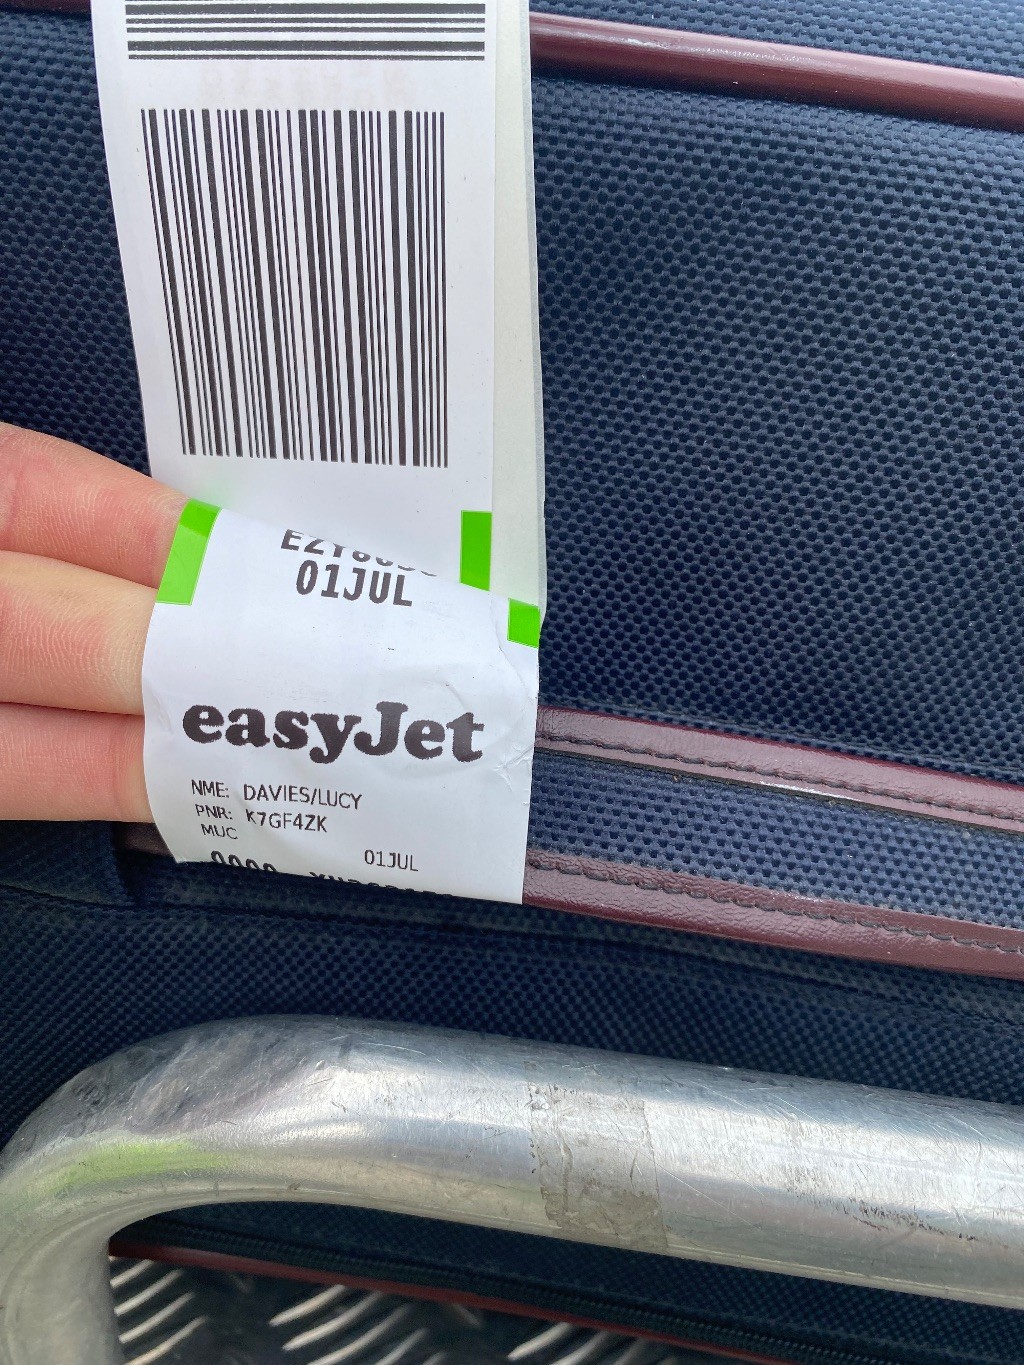 01JUL
easyJet
NME: DAVIES/LUCY
PNR: K7GF4ZK
MUC
01JUL